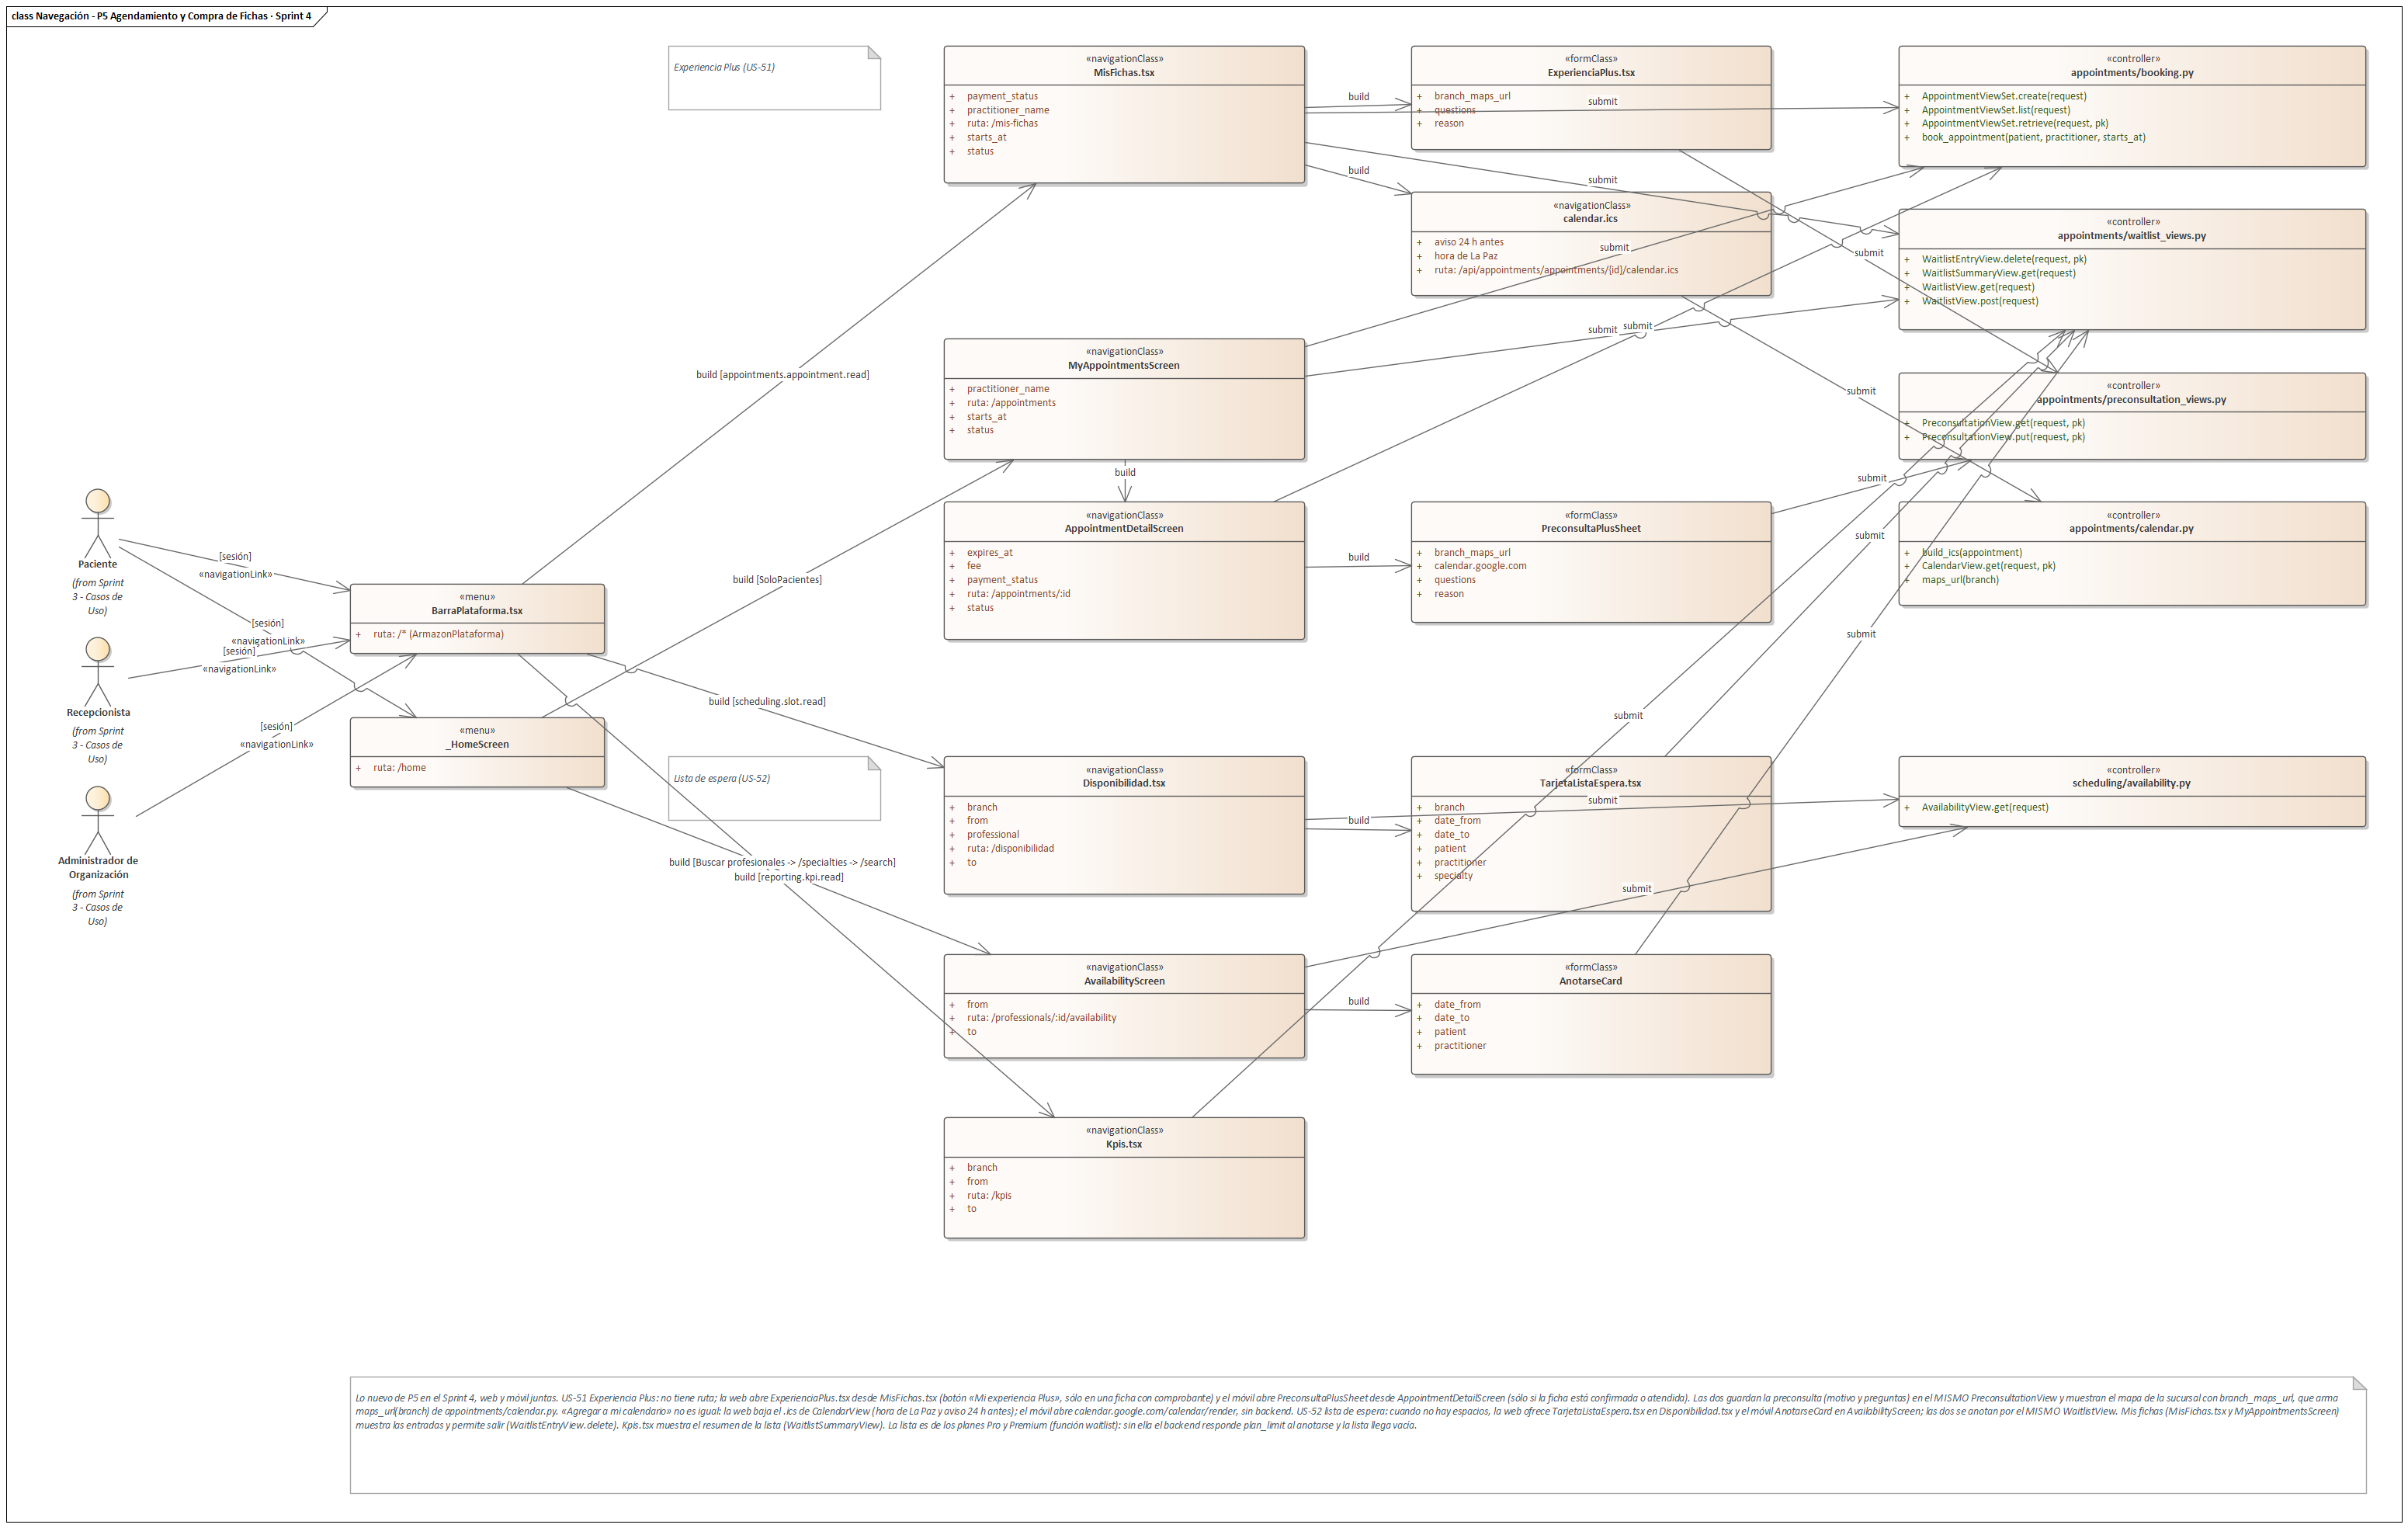 class Navegación - P5 Agendamiento y Compra de Fichas · Sprint 4
Experiencia Plus (US-51)
«navigationClass»
MisFichas.tsx
+ payment_status
+ practitioner_name
+ ruta: /mis-fichas
+ starts_at
+ status
build
build
submit
submit
«formClass»
ExperienciaPlus.tsx
+ branch_maps_url
+ questions
+ reason
submit
«navigationClass»
calendar.ics
+ aviso 24 h antes
+ hora de La Paz
+ ruta: /api/appointments/appointments/{id}/calendar.ics
submit
«controller»
appointments/booking.py
+ AppointmentViewSet.create(request)
+ AppointmentViewSet.list(request)
+ AppointmentViewSet.retrieve(request, pk)
+ book_appointment(patient, practitioner, starts_at)
«controller»
appointments/waitlist_views.py
+ WaitlistEntryView.delete(request, pk)
+ WaitlistSummaryView.get(request)
+ WaitlistView.get(request)
+ WaitlistView.post(request)
«controller»
appointments/preconsultation_views.py
+ PreconsultationView.get(request, pk)
+ PreconsultationView.put(request, pk)
«controller»
appointments/calendar.py
+ build_ics(appointment)
+ CalendarView.get(request, pk)
+ maps_url(branch)
«navigationClass»
MyAppointmentsScreen
+ practitioner_name
+ ruta: /appointments
+ starts_at
+ status
submit
submit
submit
build
«navigationClass»
AppointmentDetailScreen
+ expires_at
+ fee
+ payment_status
+ ruta: /appointments/:id
+ status
build
«formClass»
PreconsultaPlusSheet
+ branch_maps_url
+ calendar.google.com
+ questions
+ reason
submit
submit
submit
submit
build [appointments.appointment.read]
build [SoloPacientes]
build [scheduling.slot.read]
Paciente
(from Sprint
3 - Casos de
Uso)
[sesión]
«navigationLink»
[sesión]
«navigationLink»
Recepcionista
(from Sprint
3 - Casos de
Uso)
[sesión]
«navigationLink»
Administrador de
Organización
(from Sprint
3 - Casos de
Uso)
[sesión]
«navigationLink»
«menu»
BarraPlataforma.tsx
+ ruta: /* (ArmazonPlataforma)
«menu»
_HomeScreen
+ ruta: /home
Lista de espera (US-52)
build [Buscar profesionales -> /specialties -> /search]
build [reporting.kpi.read]
«navigationClass»
Disponibilidad.tsx
+ branch
+ from
+ professional
+ ruta: /disponibilidad
+ to
build
submit
«formClass»
TarjetaListaEspera.tsx
+ branch
+ date_from
+ date_to
+ patient
+ practitioner
+ specialty
«controller»
scheduling/availability.py
+ AvailabilityView.get(request)
submit
«navigationClass»
AvailabilityScreen
+ from
+ ruta: /professionals/:id/availability
+ to
build
«formClass»
AnotarseCard
+ date_from
+ date_to
+ patient
+ practitioner
«navigationClass»
Kpis.tsx
+ branch
+ from
+ ruta: /kpis
+ to
Lo nuevo de P5 en el Sprint 4, web y móvil juntas. US-51 Experiencia Plus: no tiene ruta; la web abre ExperienciaPlus.tsx desde MisFichas.tsx (botón «Mi experiencia Plus», sólo en una ficha con comprobante) y el móvil abre PreconsultaPlusSheet desde AppointmentDetailScreen (sólo si la ficha está confirmada o atendida). Las dos guardan la preconsulta (motivo y preguntas) en el MISMO PreconsultationView y muestran el mapa de la sucursal con branch_maps_url, que arma
maps_url(branch) de appointments/calendar.py. «Agregar a mi calendario» no es igual: la web baja el .ics de CalendarView (hora de La Paz y aviso 24 h antes); el móvil abre calendar.google.com/calendar/render, sin backend. US-52 lista de espera: cuando no hay espacios, la web ofrece TarjetaListaEspera.tsx en Disponibilidad.tsx y el móvil AnotarseCard en AvailabilityScreen; las dos se anotan por el MISMO WaitlistView. Mis fichas (MisFichas.tsx y MyAppointmentsScreen)
muestra las entradas y permite salir (WaitlistEntryView.delete). Kpis.tsx muestra el resumen de la lista (WaitlistSummaryView). La lista es de los planes Pro y Premium (función waitlist): sin ella el backend responde plan_limit al anotarse y la lista llega vacía.